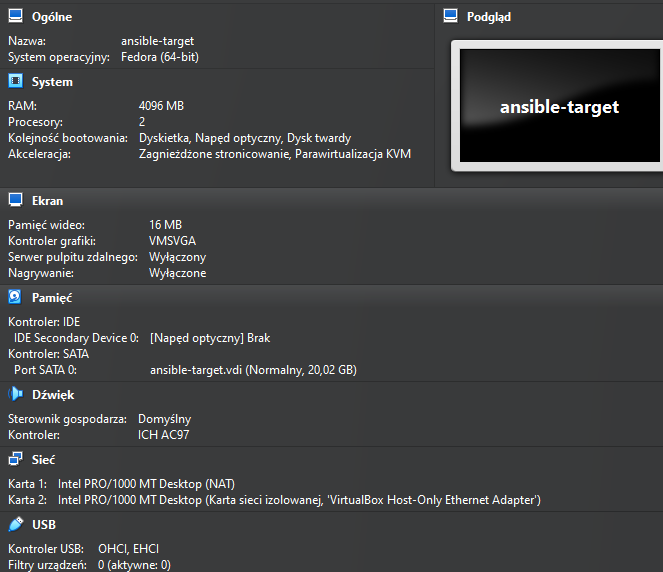 Ogólne
Nazwa: ansible-target
System operacyjny: Fedora (64-bit)
System
RAM: 4096 MB
Procesory: 2
Kolejność bootowania: Dyskietka, Napęd optyczny, Dysk twardy
Akceleracja: Zagnieżdżone stronicowanie, Parawirtualizacja KVM
Podgląd
ansible-target
Ekran
Pamięć wideo: 16 MB
Kontroler grafiki: VMSVGA
Serwer pulpitu zdalnego: Wyłączony
Nagrywanie: Wyłączone
Pamięć
Kontroler: IDE
IDE Secondary Device 0: [Napęd optyczny] Brak
Kontroler: SATA
Port SATA 0: ansible-target.vdi (Normalny, 20,02 GB)
Dźwięk
Sterownik gospodarza: Domyślny
Kontroler: ICH AC97
Sieć
Karta 1: Intel PRO/1000 MT Desktop (NAT)
Karta 2: Intel PRO/1000 MT Desktop (Karta sieci izolowanej, 'VirtualBox Host-Only Ethernet Adapter')
USB
Kontroler USB: OHCI, EHCI
Filtry urządzeń: 0 (aktywne: 0)